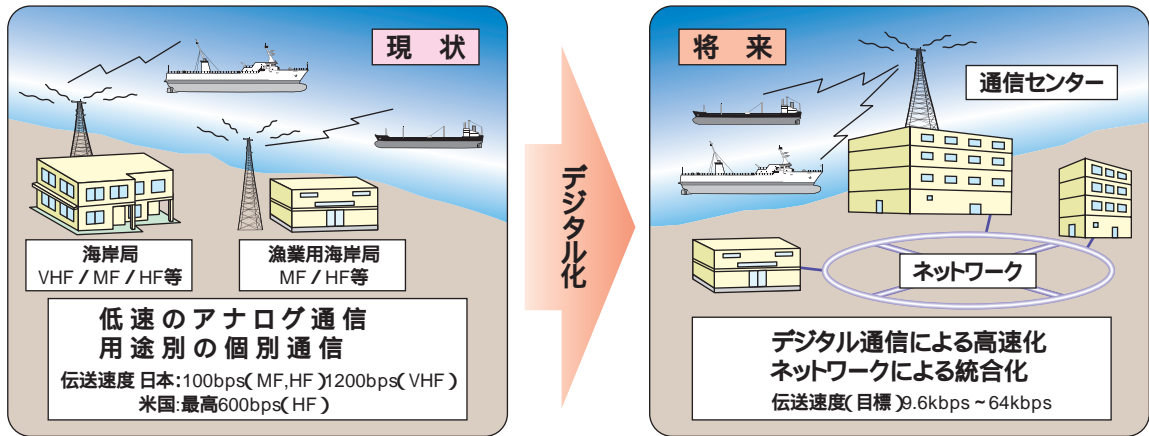 現状
海岸局
VHF / MF / HF等
漁業用海岸局
MF / HF等
低速のアナログ通信
用途別の個別通信
伝送速度 日本:100bps(MF,HF)1200bps(VHF)
米国:最高600bps(HF)
デジタル化
将来
通信センター
ネットワーク
デジタル通信による高速化
ネットワークによる統合化
伝送速度(目標)9.6kbps~64kbps